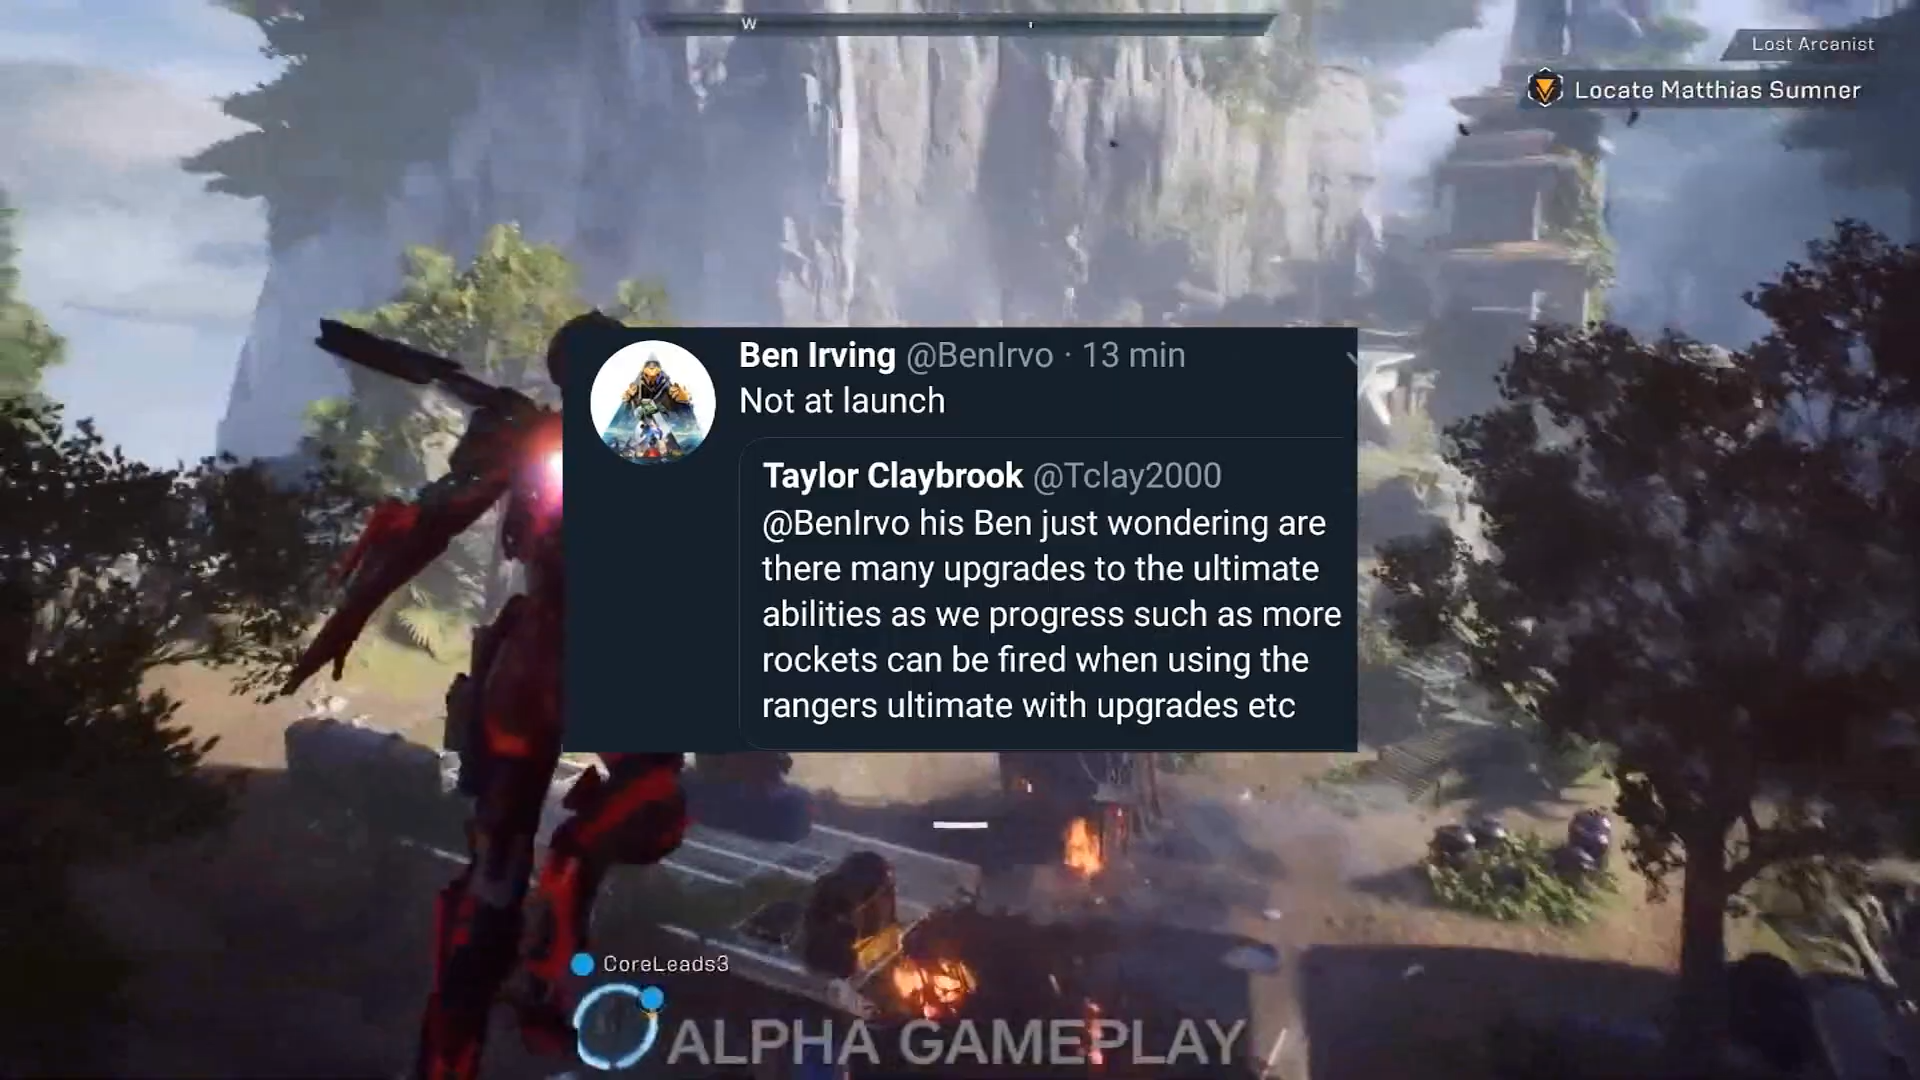 W
Lost Arcanist
Locate Matthias Sumner
Ben Irving @BenIrvo · 13 min
Not at launch
Taylor Claybrook @Tclay2000
@BenIrvo his Ben just wondering are
there many upgrades to the ultimate
abilities as we progress such as more
rockets can be fired when using the
rangers ultimate with upgrades etc
CoreLeads3
ALPHA GAMEPLAY